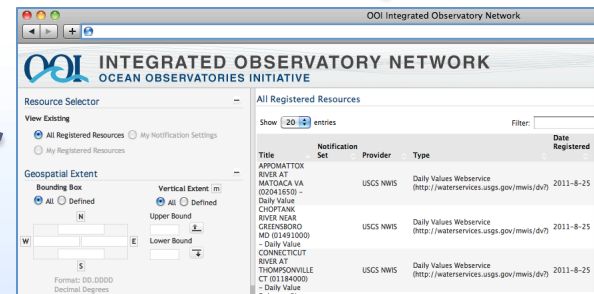 OOI Integrated Observatory Network
OOI INTEGRATED OBSERVATORY NETWORK
OCEAN OBSERVATORIES INITIATIVE
Resource Selector
View Existing
All Registered Resources My Notification Settings
My Registered Resources
Geospatial Extent
Bounding Box Vertical Extent m
All Defined All Defined
N Upper Bound
W E Lower Bound
S
Format: DD.DDDD
Decimal Degrees
All Registered Resources
Show 20 entries Filter:
Title Notification Set Provider Type Date Registered
APPOMATTOX
RIVER AT
MATOACA VA
(02041650) –
Daily Value
USGS NWIS
Daily Values Webservice
(http://waterservices.usgs.gov/mwis/dv?)
2011-8-25
CHOPTANK
RIVER NEAR
GREENSBORO
MD (01491000)
– Daily Value
USGS NWIS
Daily Values Webservice
(http://waterservices.usgs.gov/mwis/dv?)
2011-8-25
CONNECTICUT
RIVER AT
THOMPSONVILLE
CT (01184000)
– Daily Value
USGS NWIS
Daily Values Webservice
(http://waterservices.usgs.gov/mwis/dv?)
2011-8-25